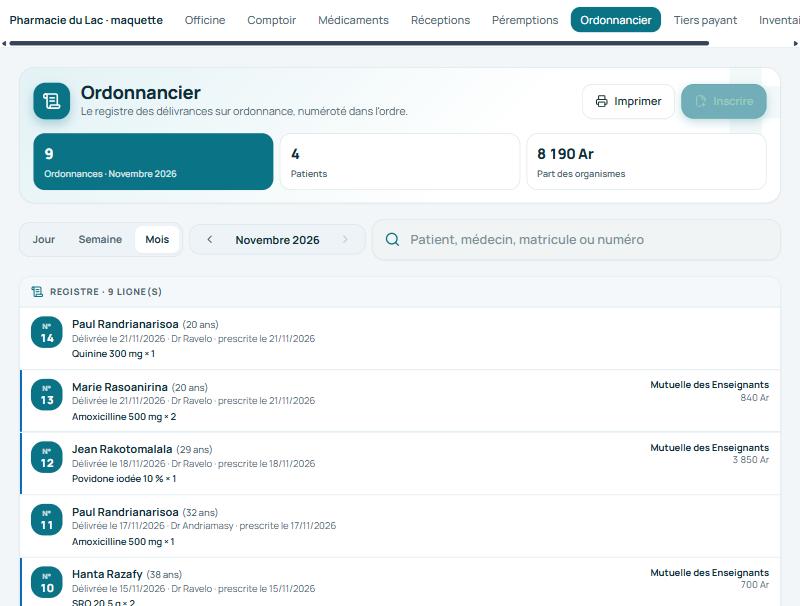 Pharmacie du Lac · maquette
Officine
Comptoir
Médicaments
Réceptions
Péremptions
Ordonnancier
Tiers payant
Ordonnancier
Le registre des délivrances sur ordonnance, numéroté dans l'ordre.
Imprimer
Inscrire
9
Ordonnances · Novembre 2026
4
Patients
8 190 Ar
Part des organismes
Jour
Semaine
Mois
Novembre 2026
Patient, médecin, matricule ou numéro
REGISTRE · 9 LIGNE(S)
N° 14
Paul Randrianarisoa (20 ans)
Délivrée le 21/11/2026 · Dr Ravelo · prescrite le 21/11/2026
Quinine 300 mg × 1
N° 13
Marie Rasoanirina (20 ans)
Délivrée le 21/11/2026 · Dr Ravelo · prescrite le 21/11/2026
Amoxicilline 500 mg × 2
Mutuelle des Enseignants
840 Ar
N° 12
Jean Rakotomalala (29 ans)
Délivrée le 18/11/2026 · Dr Ravelo · prescrite le 18/11/2026
Povidone iodée 10 % × 1
Mutuelle des Enseignants
3 850 Ar
N° 11
Paul Randrianarisoa (32 ans)
Délivrée le 17/11/2026 · Dr Andriamasy · prescrite le 17/11/2026
Amoxicilline 500 mg × 1
N° 10
Hanta Razafy (38 ans)
Délivrée le 15/11/2026 · Dr Ravelo · prescrite le 15/11/2026
SRO 20,5 g × 2
Mutuelle des Enseignants
700 Ar